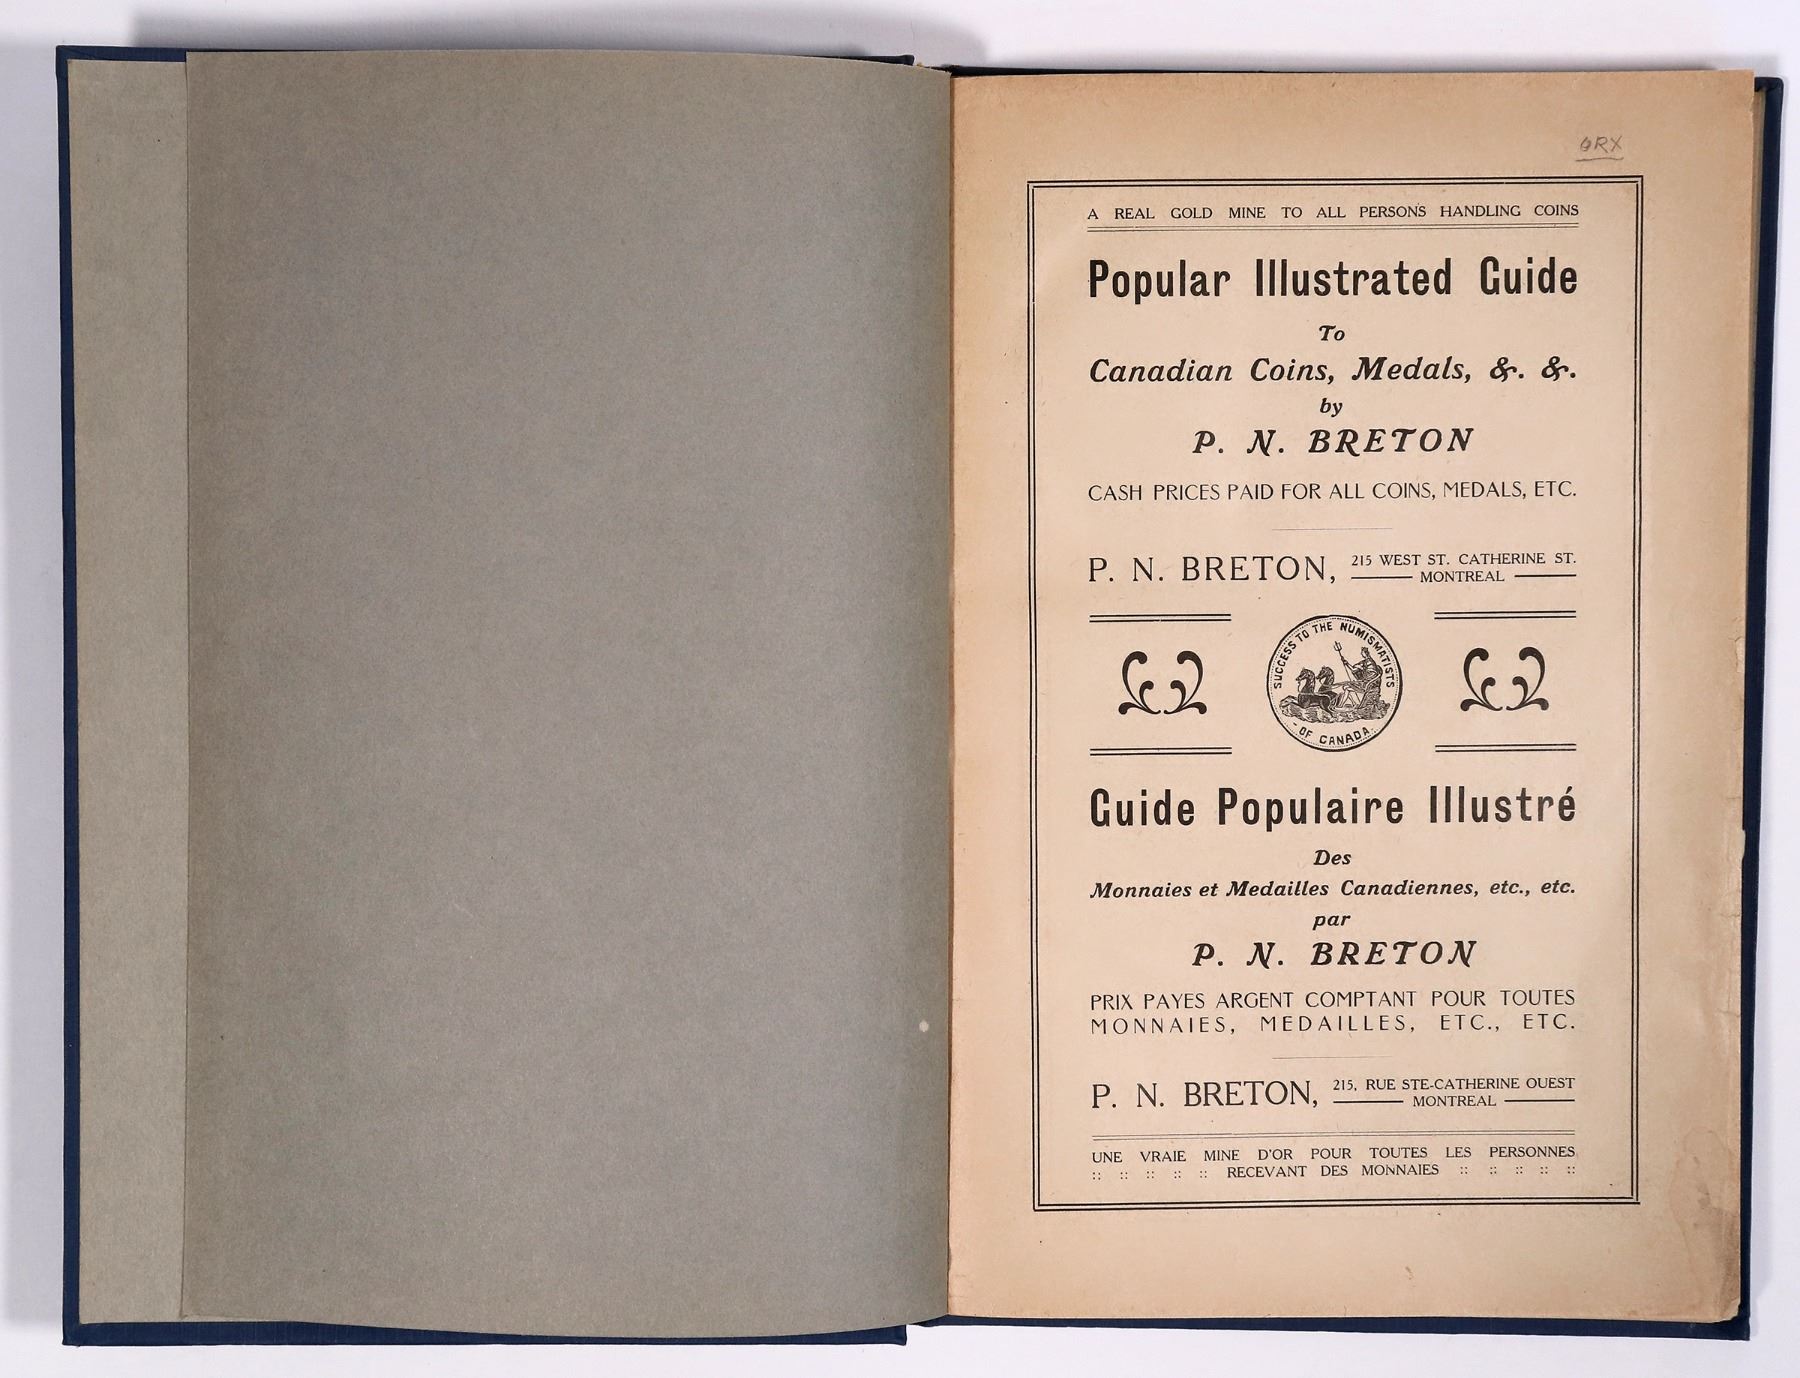 A REAL GOLD MINE TO ALL PERSONS HANDLING COINS
Popular Illustrated Guide
To
Canadian Coins, Medals, &. &.
by
P. N. BRETON
CASH PRICES PAID FOR ALL COINS, MEDALS, ETC.
P. N. BRETON, 215 WEST ST. CATHERINE ST.
MONTREAL
SUCCESS TO THE NUMISMATISTS
- OF CANADA -
Guide Populaire Illustré
Des
Monnaies et Medailles Canadiennes, etc., etc.
par
P. N. BRETON
PRIX PAYES ARGENT COMPTANT POUR TOUTES
MONNAIES, MEDAILLES, ETC., ETC.
P. N. BRETON, 215, RUE STE-CATHERINE OUEST
MONTREAL
UNE VRAIE MINE D'OR POUR TOUTES LES PERSONNES
:: :: :: :: :: RECEVANT DES MONNAIES :: :: :: :: ::